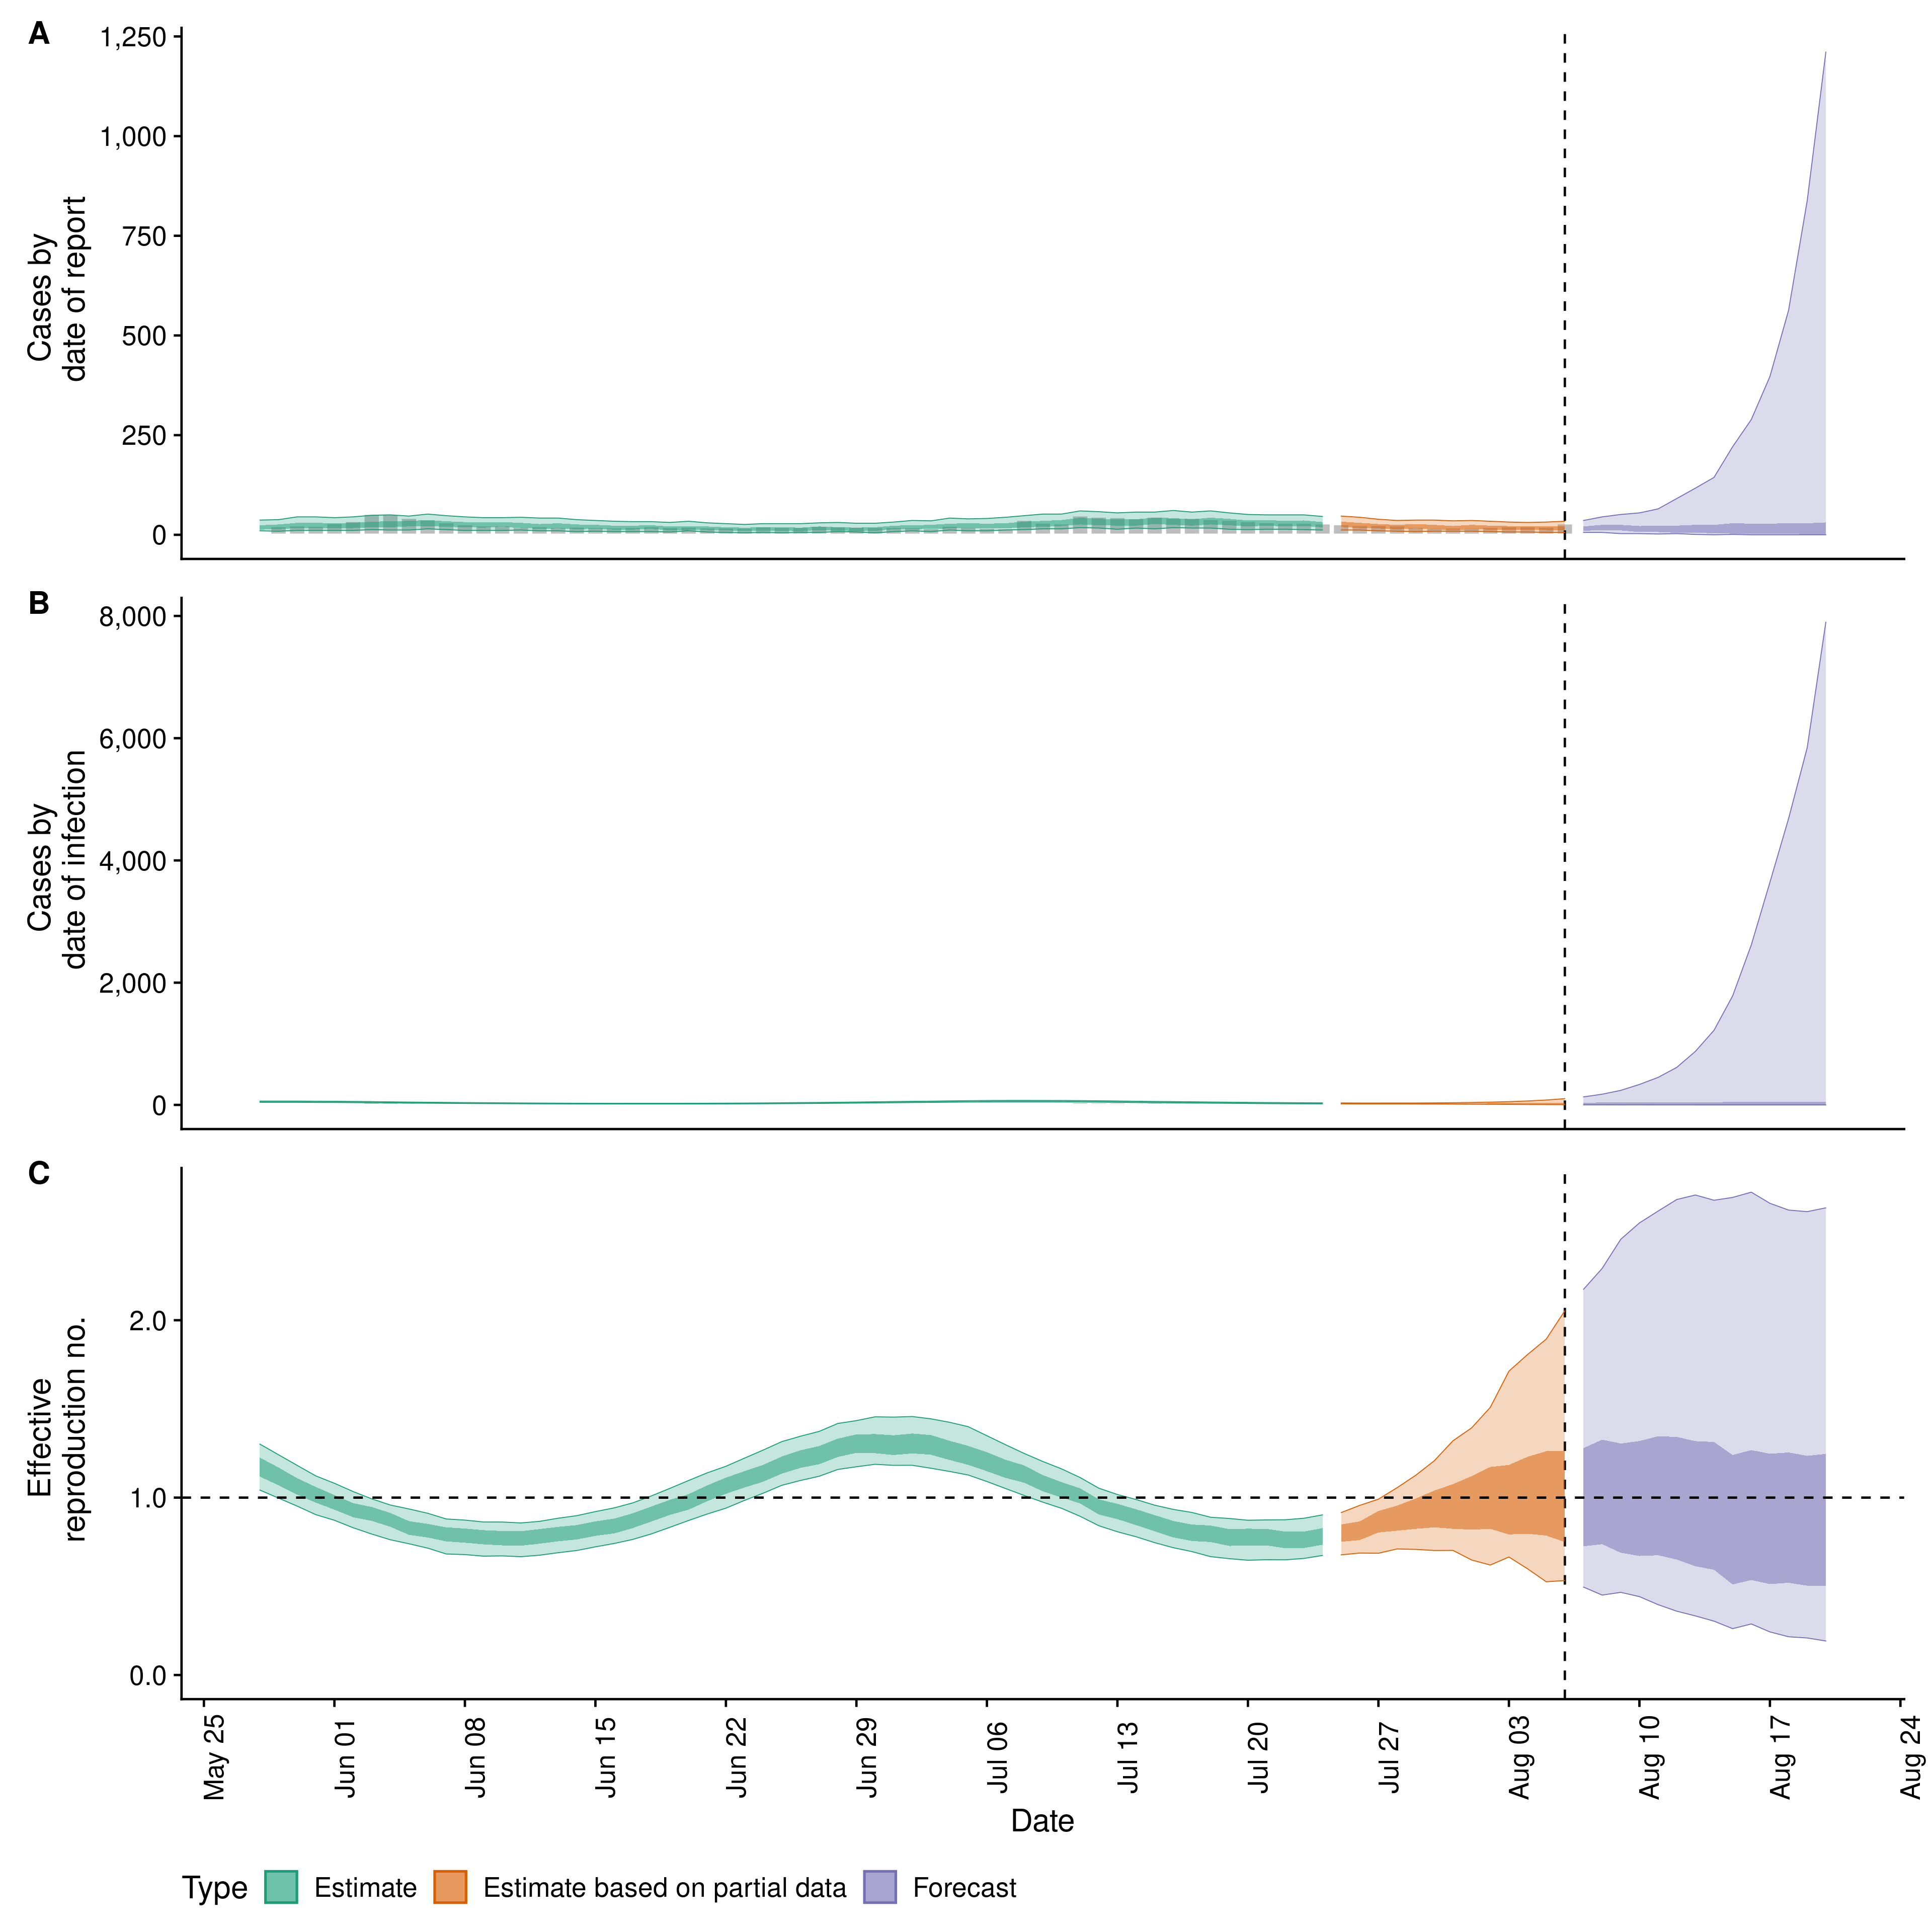 A
1,250
1,000
750
500
250
0
Cases by
date of report
B
8,000
6,000
4,000
2,000
0
Cases by
date of infection
C
2.0
1.0
0.0
Effective
reproduction no.
May 25
Jun 01
Jun 08
Jun 15
Jun 22
Jun 29
Jul 06
Jul 13
Jul 20
Jul 27
Aug 03
Aug 10
Aug 17
Aug 24
Date
Type Estimate Estimate based on partial data Forecast